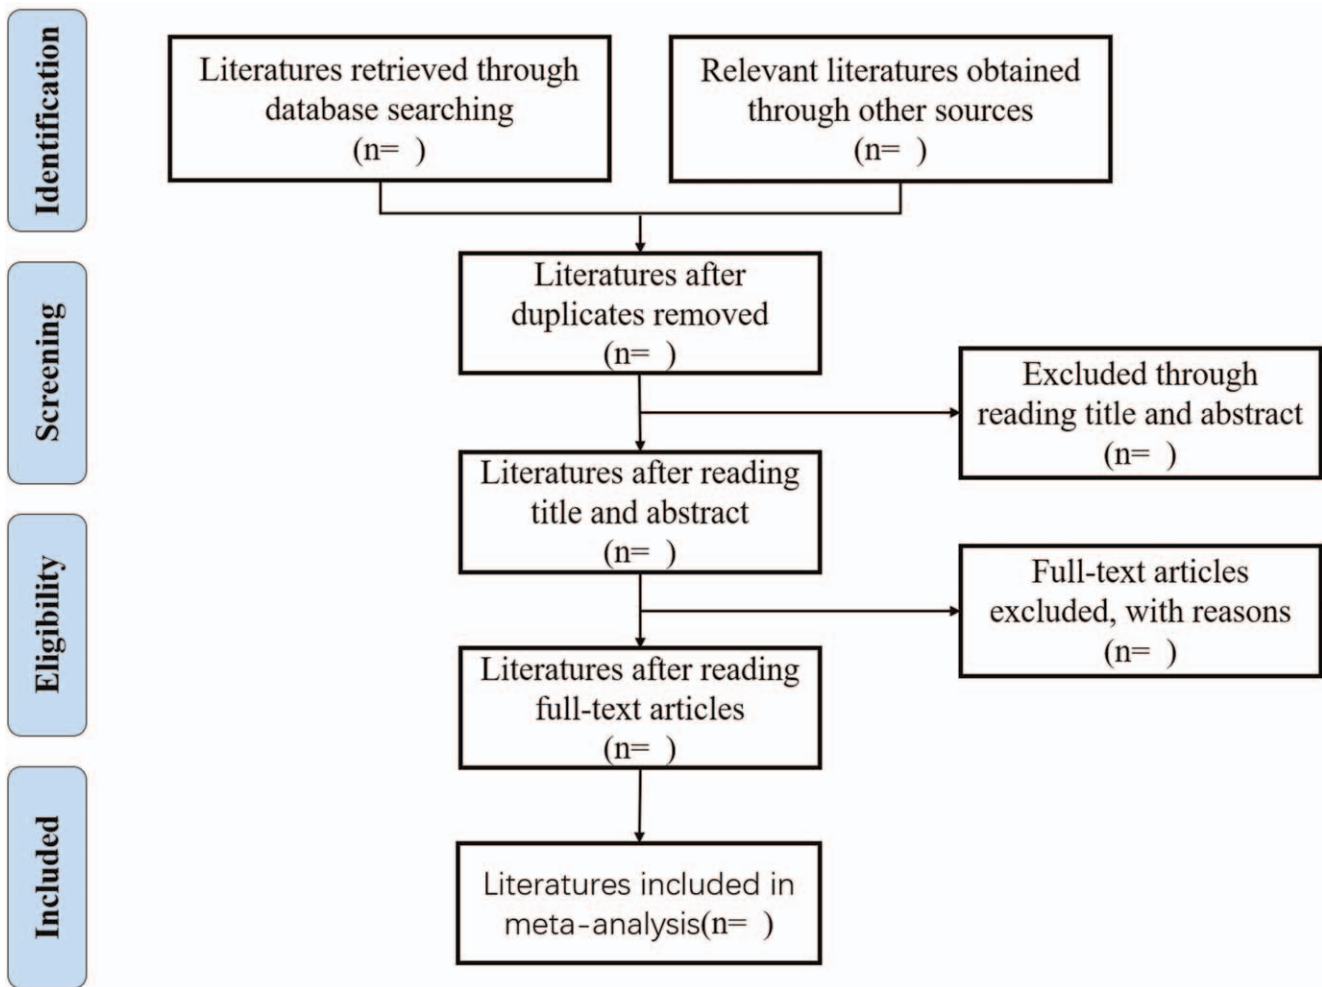 Identification
Literatures retrieved through
database searching
(n=  )
Relevant literatures obtained
through other sources
(n=  )
Screening
Literatures after
duplicates removed
(n=  )
Excluded through
reading title and abstract
(n=  )
Literatures after reading
title and abstract
(n=  )
Eligibility
Full-text articles
excluded, with reasons
(n=  )
Literatures after reading
full-text articles
(n=  )
Included
Literatures included in
meta-analysis(n=  )